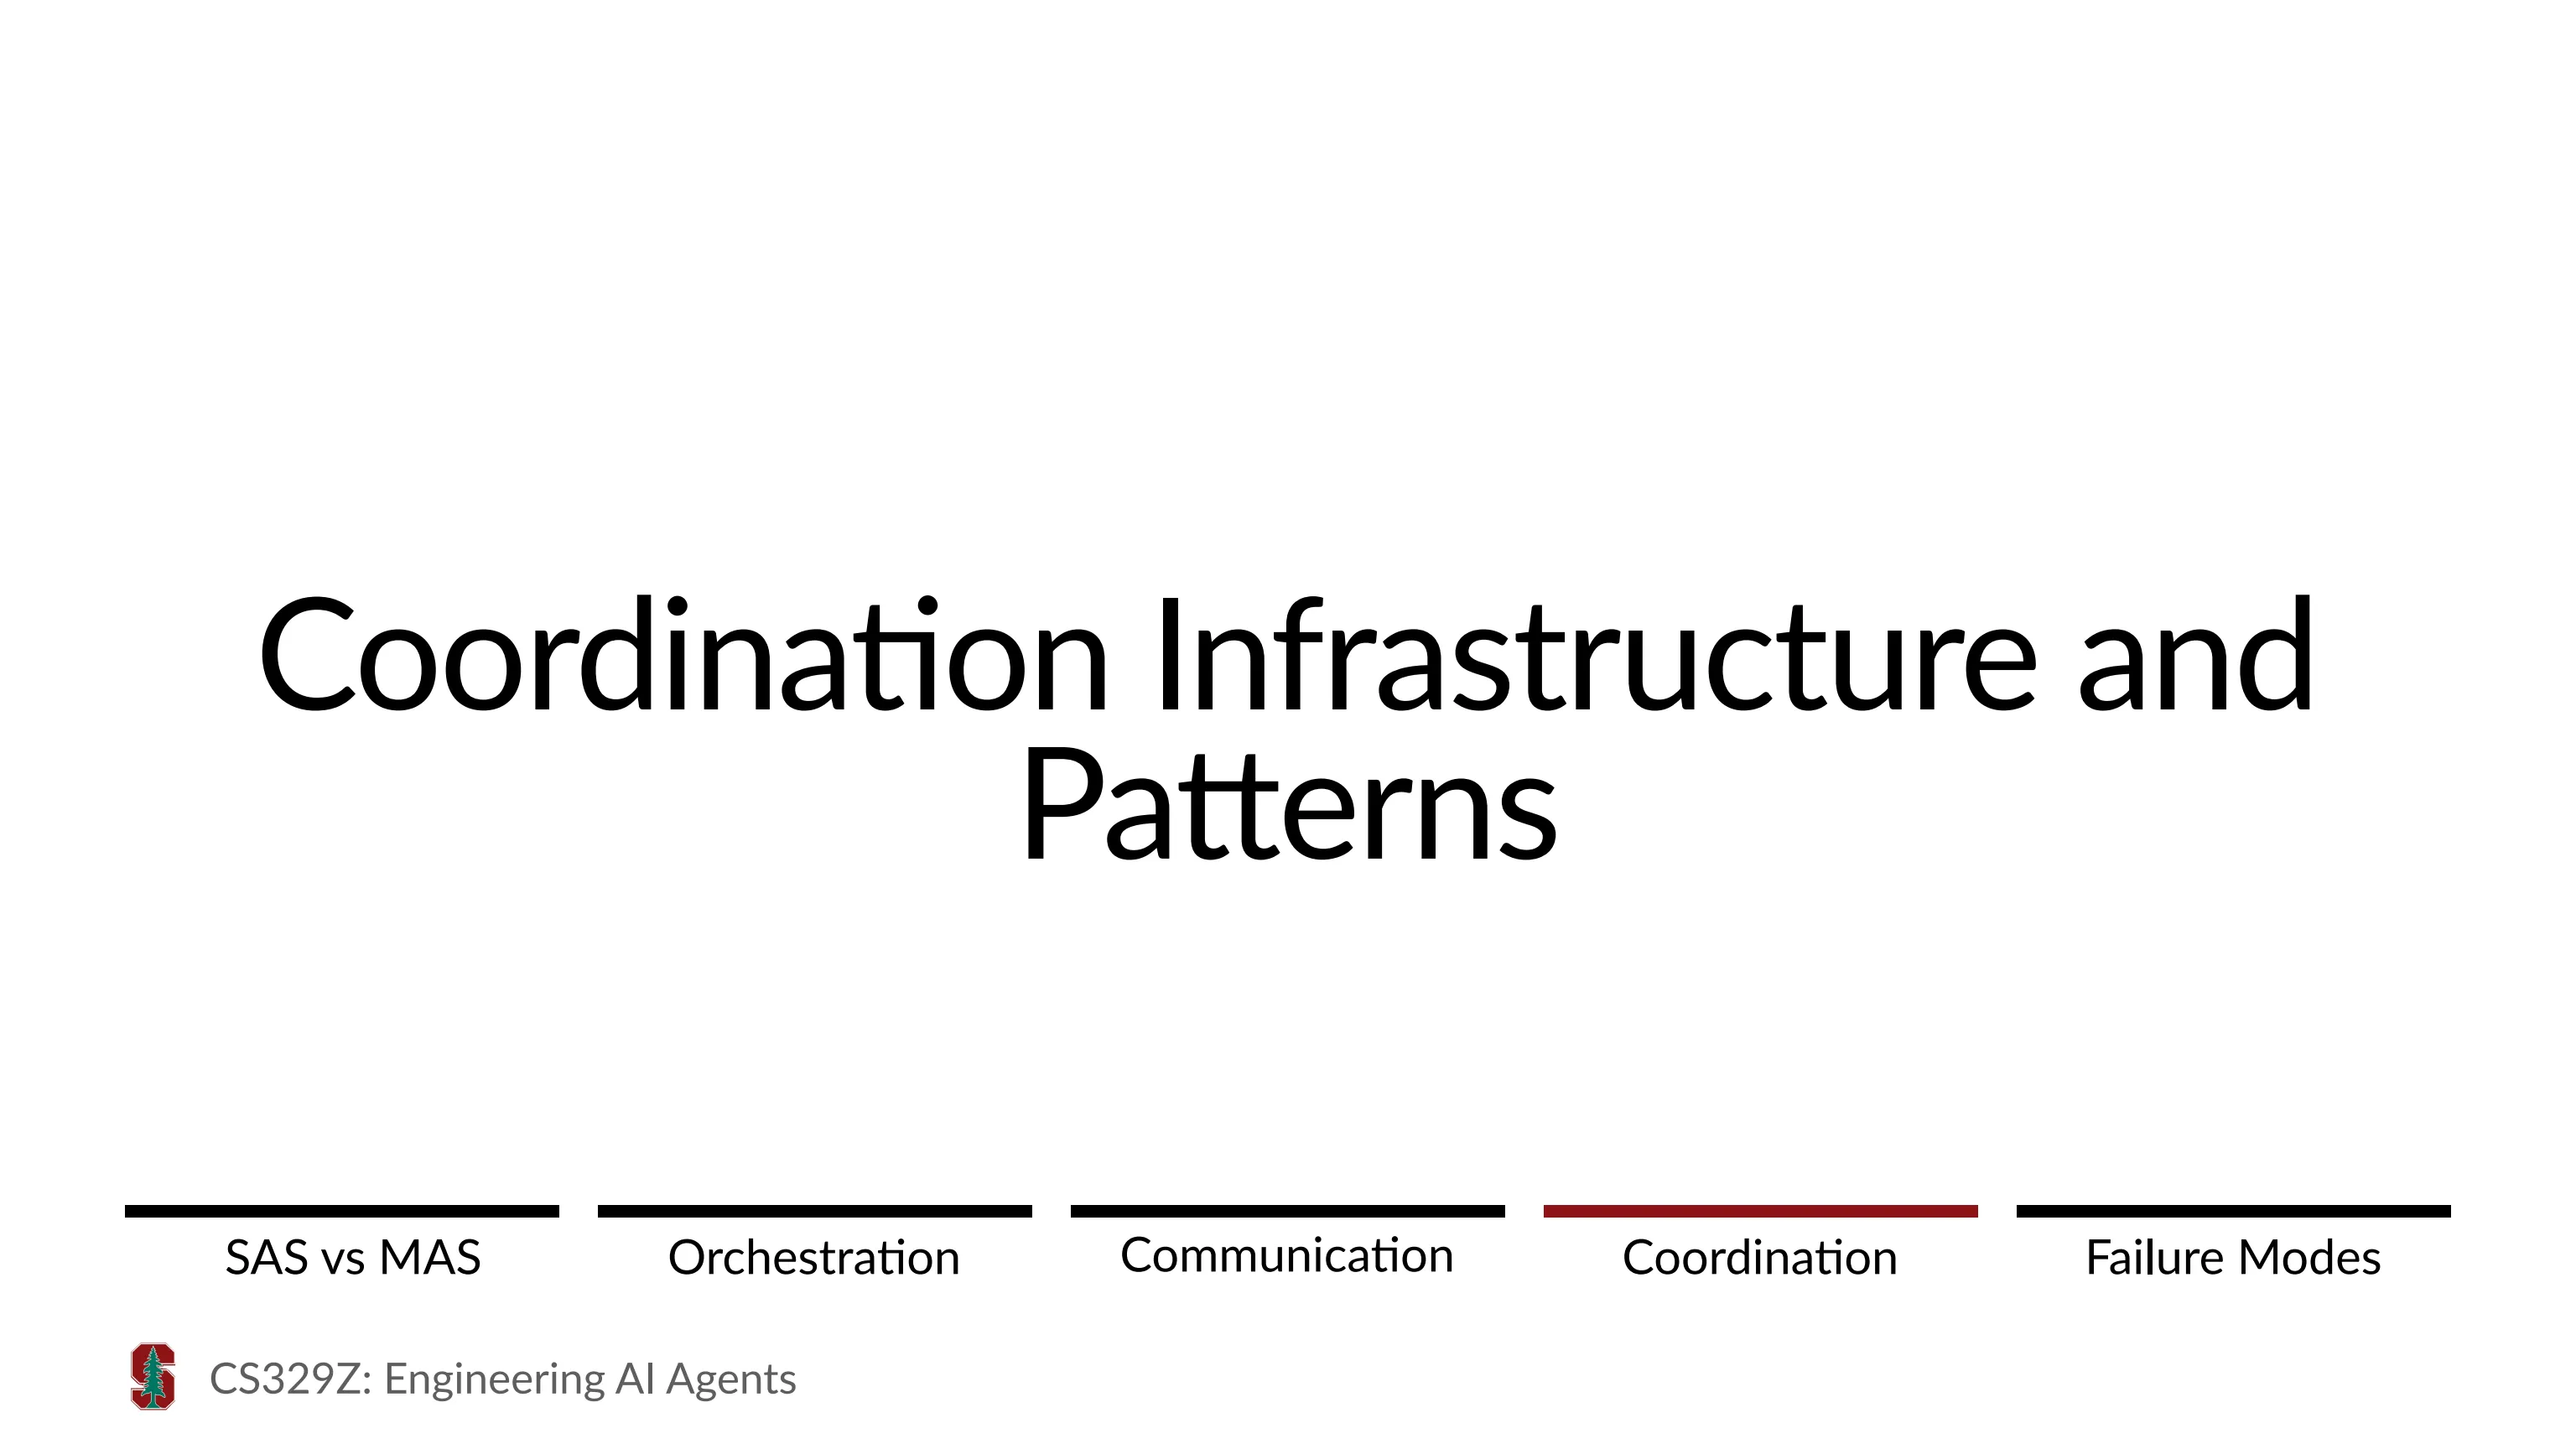 Coordination Infrastructure and
Patterns
SAS vs MAS
Orchestration
Communication
Coordination
Failure Modes
CS329Z: Engineering AI Agents